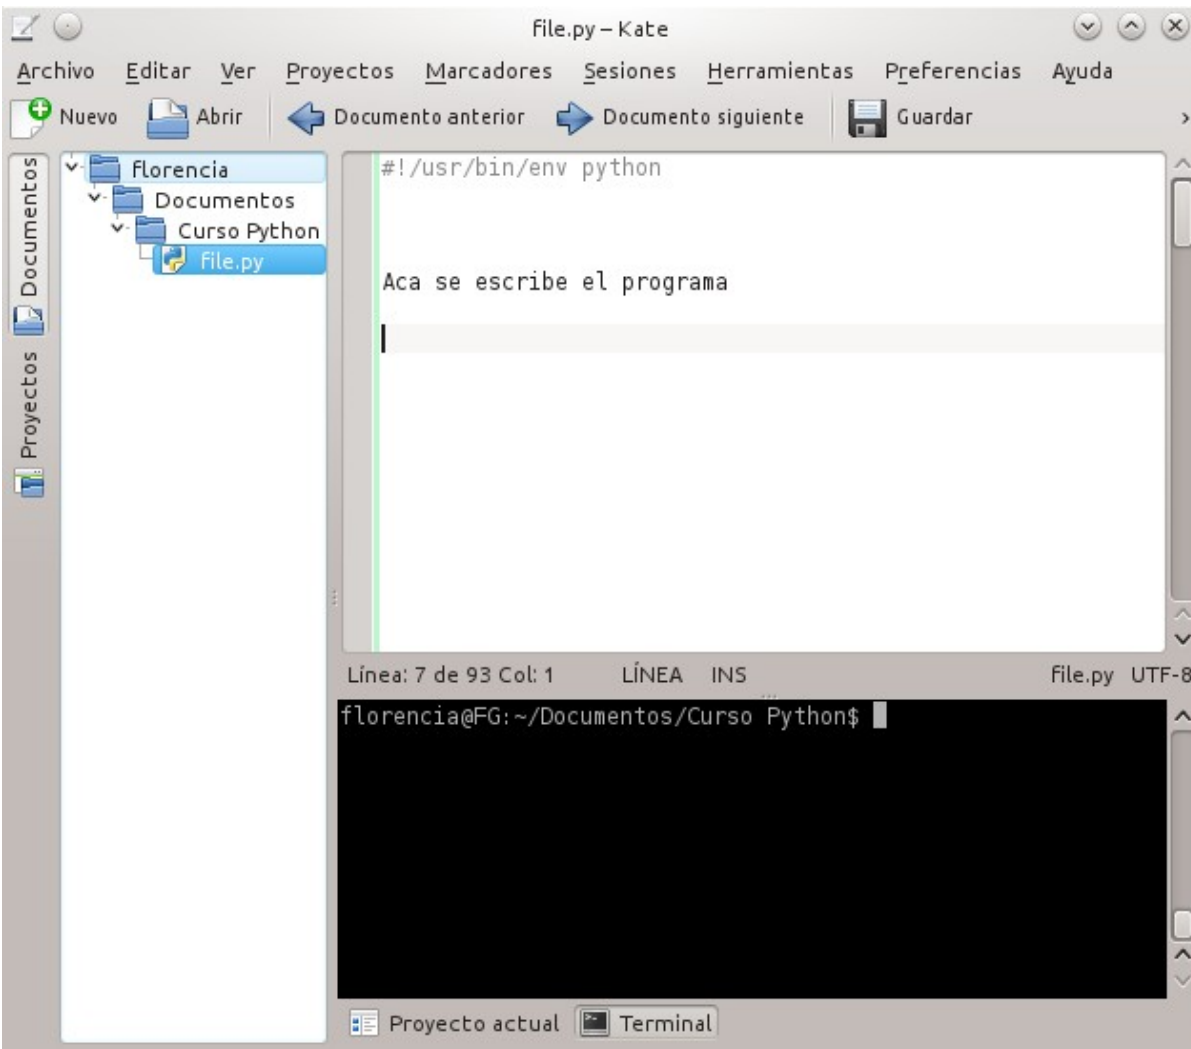 file.py – Kate
Archivo Editar Ver Proyectos Marcadores Sesiones Herramientas Preferencias Ayuda
Nuevo Abrir Documento anterior Documento siguiente Guardar
Documentos
Proyectos
florencia
Documentos
Curso Python
file.py
#!/usr/bin/env python
Aca se escribe el programa
Línea: 7 de 93 Col: 1 LÍNEA INS file.py UTF-8
florencia@FG:~/Documentos/Curso Python$
Proyecto actual Terminal